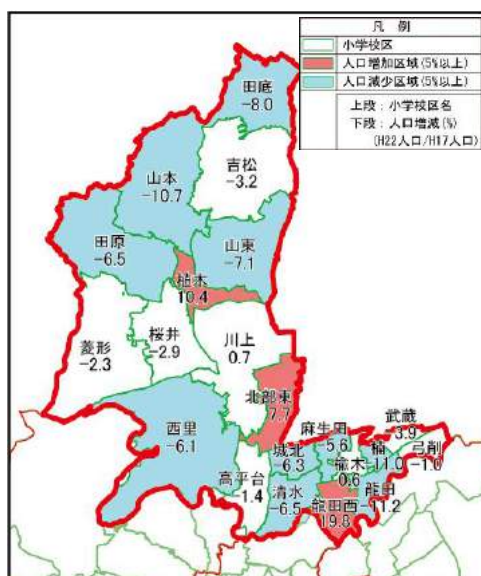 凡 例
小学校区
人口増加区域(5%以上)
人口減少区域(5%以上)
上段：小学校区名
下段：人口増減(%)
(H22人口/H17人口)
田底
-8.0
吉松
-3.2
山本
-10.7
田原
-6.5
山東
-7.1
植木
10.4
桜井
-2.9
菱形
-2.3
川上
0.7
北部東
7.7
西里
-6.1
武蔵
-3.9
麻生田
-5.6
楠
-11.0
弓削
城北
-6.3
楡木
0.6
高平台
-1.4
清水
-6.5
龍田
-11.2
龍田西
19.8